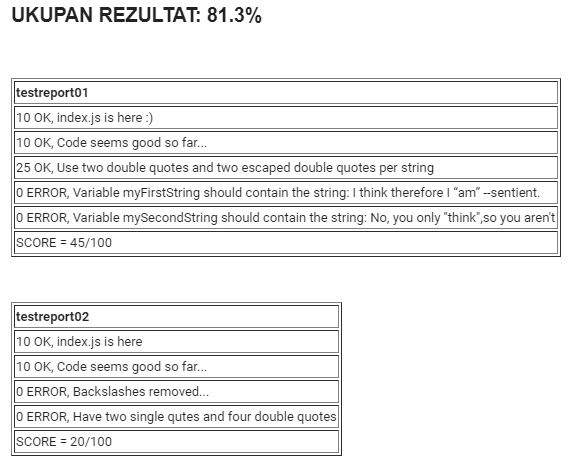 UKUPAN REZULTAT: 81.3%
testreport01
10 OK, index.js is here :)
10 OK, Code seems good so far...
25 OK, Use two double quotes and two escaped double quotes per string
0 ERROR, Variable myFirstString should contain the string: I think therefore I “am” --sentient.
0 ERROR, Variable mySecondString should contain the string: No, you only "think",so you aren't
SCORE = 45/100
testreport02
10 OK, index.js is here
10 OK, Code seems good so far...
0 ERROR, Backslashes removed...
0 ERROR, Have two single qutes and four double quotes
SCORE = 20/100